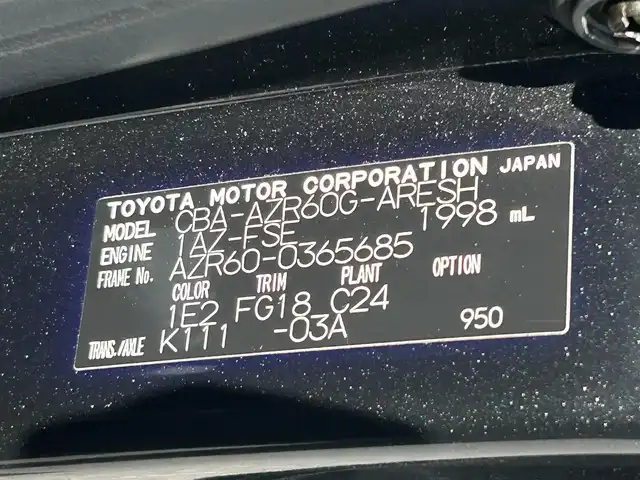 TOYOTA MOTOR CORPORATION JAPAN
MODEL CBA-AZR60G-ARESH
ENGINE 1AZ-FSE 1998 mL
FRAME No. AZR60-0365685
COLOR TRIM PLANT OPTION
1E2 FG18 C24
TRANS./AXLE K111 -03A 950